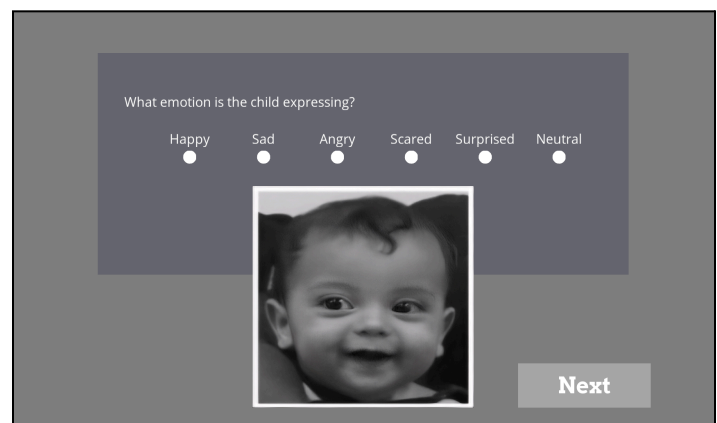 What emotion is the child expressing?
Happy Sad Angry Scared Surprised Neutral
Next